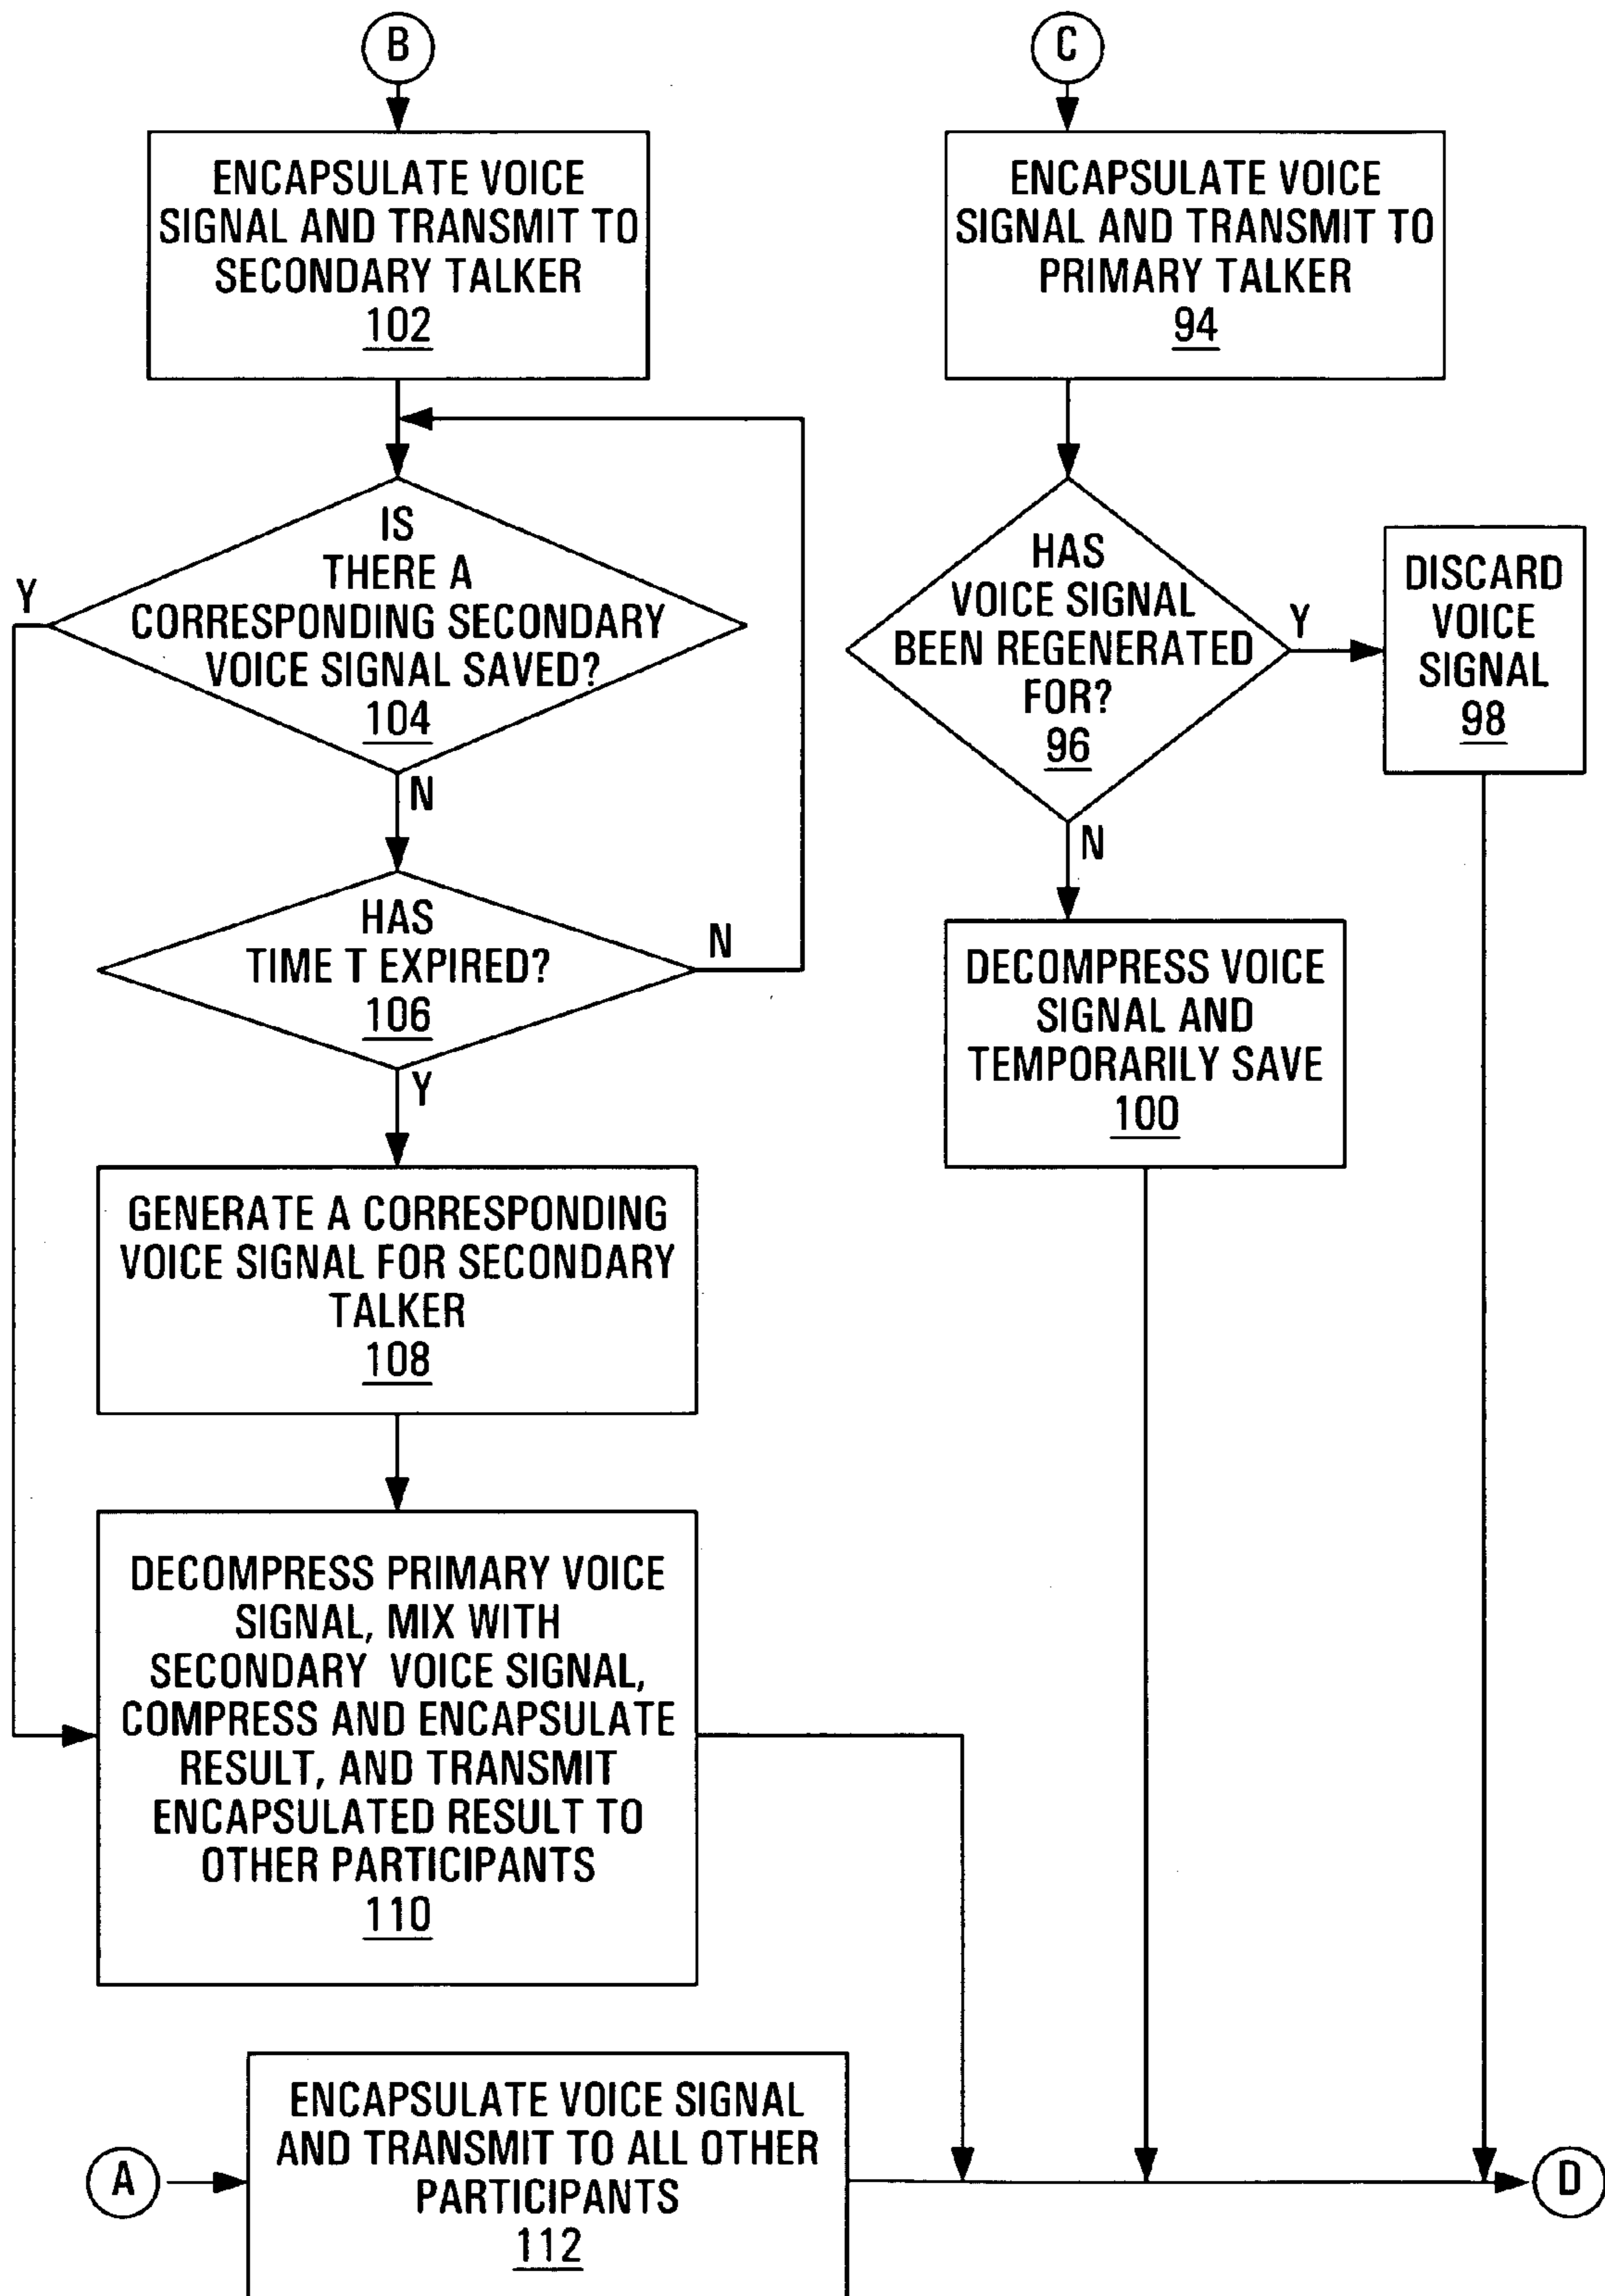 B
ENCAPSULATE VOICE
SIGNAL AND TRANSMIT TO
SECONDARY TALKER
102
IS
THERE A
CORRESPONDING SECONDARY
VOICE SIGNAL SAVED?
104
Y
N
HAS
TIME T EXPIRED?
106
N
Y
GENERATE A CORRESPONDING
VOICE SIGNAL FOR SECONDARY
TALKER
108
DECOMPRESS PRIMARY VOICE
SIGNAL, MIX WITH
SECONDARY VOICE SIGNAL,
COMPRESS AND ENCAPSULATE
RESULT, AND TRANSMIT
ENCAPSULATED RESULT TO
OTHER PARTICIPANTS
110
C
ENCAPSULATE VOICE
SIGNAL AND TRANSMIT TO
PRIMARY TALKER
94
HAS
VOICE SIGNAL
BEEN REGENERATED
FOR?
96
Y
N
DISCARD
VOICE
SIGNAL
98
DECOMPRESS VOICE
SIGNAL AND
TEMPORARILY SAVE
100
A
ENCAPSULATE VOICE SIGNAL
AND TRANSMIT TO ALL OTHER
PARTICIPANTS
112
D